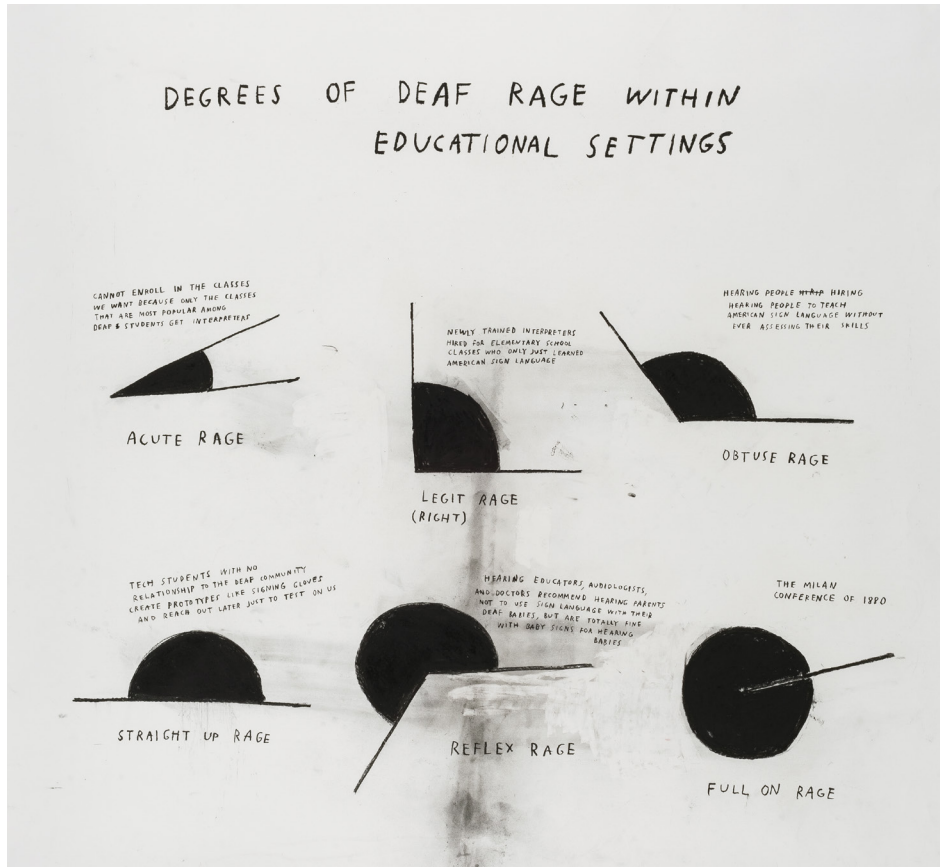 DEGREES OF DEAF RAGE WITHIN
EDUCATIONAL SETTINGS
CANNOT ENROLL IN THE CLASSES
WE WANT BECAUSE ONLY THE CLASSES
THAT ARE MOST POPULAR AMONG
DEAF STUDENTS GET INTERPRETERS
ACUTE RAGE
NEWLY TRAINED INTERPRETERS
HIRED FOR ELEMENTARY SCHOOL
CLASSES WHO ONLY JUST LEARNED
AMERICAN SIGN LANGUAGE
LEGIT RAGE
(RIGHT)
HEARING PEOPLE HIRING
HEARING PEOPLE TO TEACH
AMERICAN SIGN LANGUAGE WITHOUT
EVER ASSESSING THEIR SKILLS
OBTUSE RAGE
TECH STUDENTS WITH NO
RELATIONSHIP TO THE DEAF COMMUNITY
CREATE PROTOTYPES LIKE SIGNING GLOVES
AND REACH OUT LATER JUST TO TEST ON US
STRAIGHT UP RAGE
HEARING EDUCATORS, AUDIOLOGISTS,
AND DOCTORS RECOMMEND HEARING PARENTS
NOT TO USE SIGN LANGUAGE WITH THEIR
DEAF BABIES, BUT ARE TOTALLY FINE
WITH BABY SIGNS FOR HEARING
BABIES
REFLEX RAGE
THE MILAN
CONFERENCE OF 1880
FULL ON RAGE